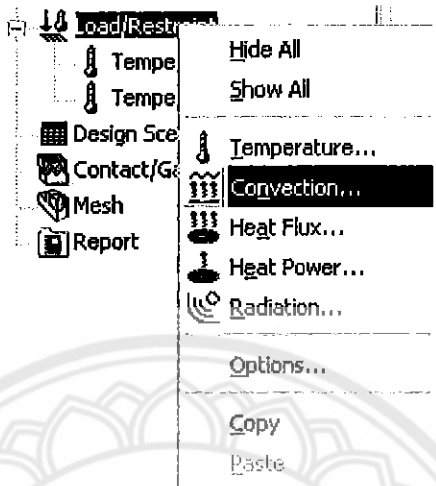 Load/Restraint
Tempe
Tempe
Design Sce
Contact/Ga
Mesh
Report
Hide All
Show All
Temperature...
Convection...
Heat Flux...
Heat Power...
Radiation...
Options...
Copy
Paste